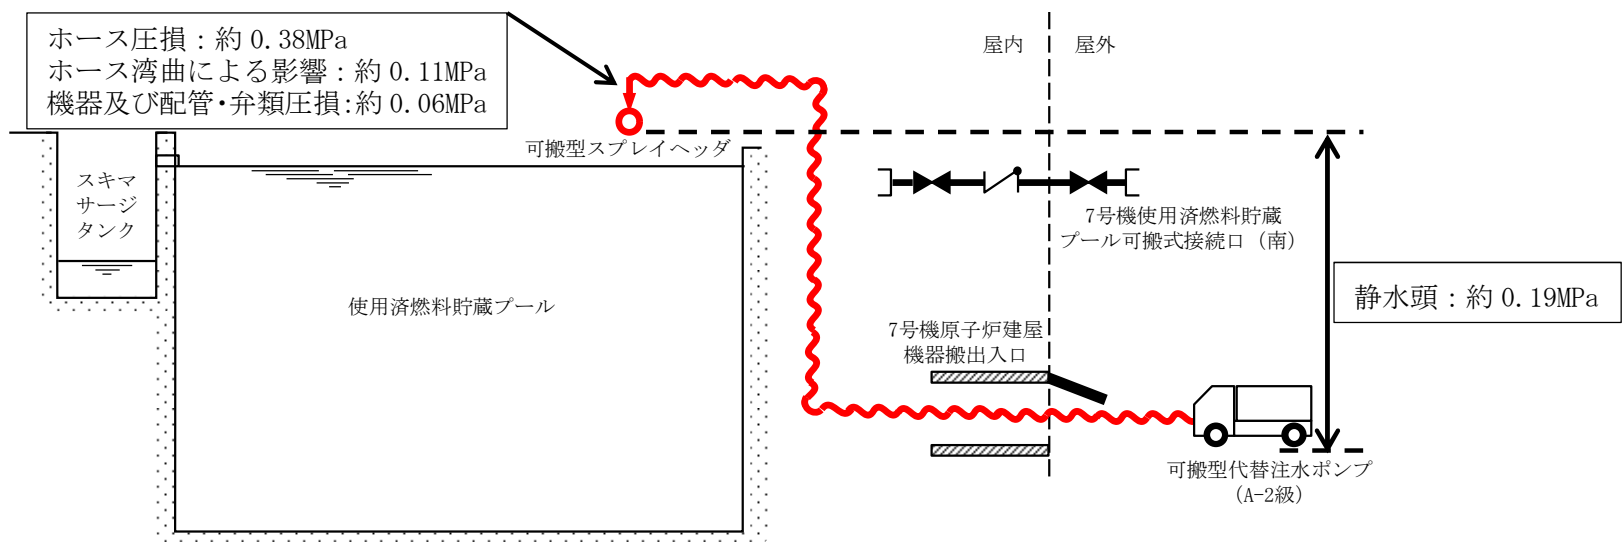 ホース圧損：約 0.38MPa
ホース湾曲による影響：約 0.11MPa
機器及び配管・弁類圧損:約 0.06MPa
屋内
屋外
可搬型スプレイヘッダ
スキマ
サージ
タンク
7号機使用済燃料貯蔵
プール可搬式接続口（南）
静水頭：約 0.19MPa
使用済燃料貯蔵プール
7号機原子炉建屋
機器搬出入口
可搬型代替注水ポンプ
（A-2級）